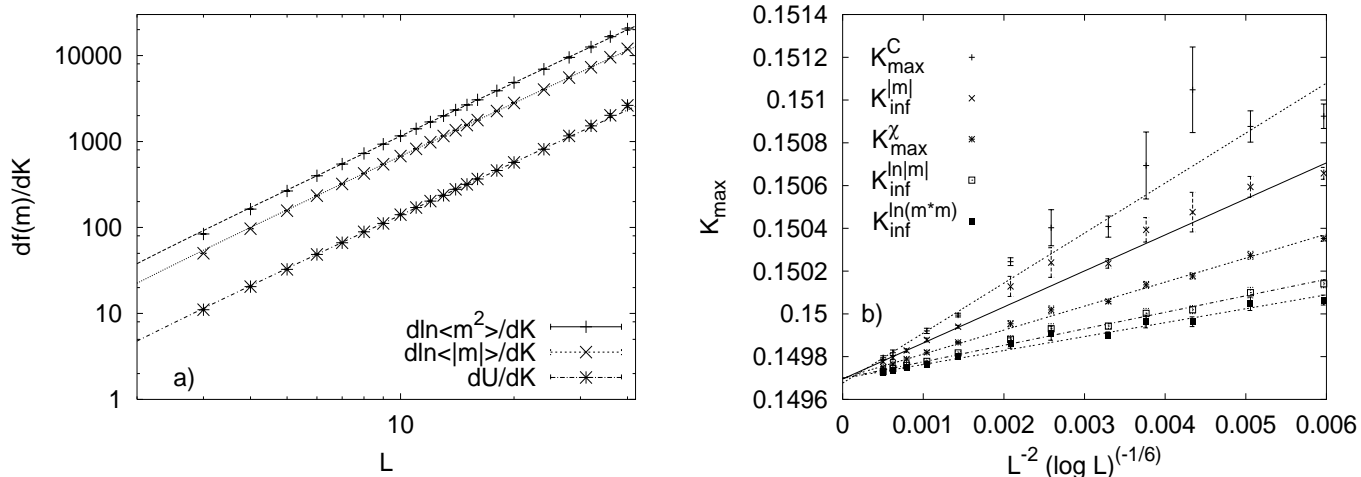 10000
1000
100
10
1
df(m)/dK
dln<m²>/dK
dln<|m|>/dK
dU/dK
a)
10
L
0.1514
0.1512
0.151
0.1508
0.1506
0.1504
0.1502
0.15
0.1498
0.1496
K_max
K^C_max
K^|m|_inf
K^χ_max
K^ln|m|_inf
K^ln(m*m)_inf
b)
0 0.001 0.002 0.003 0.004 0.005 0.006
L^-2 (log L)^(-1/6)